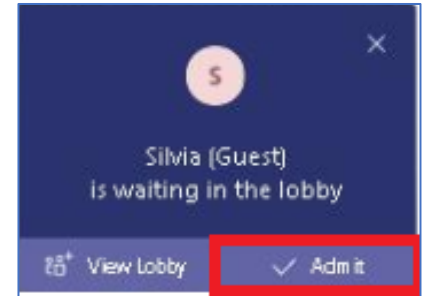 S
Silvia (Guest)
is waiting in the lobby
View Lobby
Admit